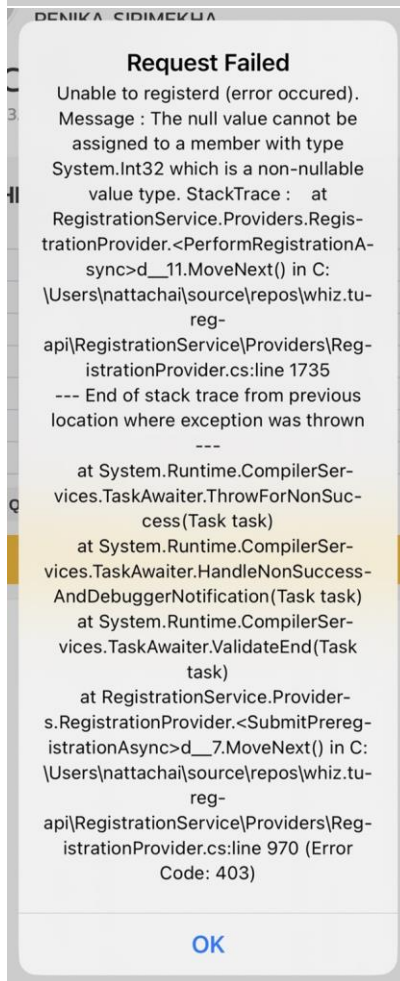 PENIKA SIRIMEKHA
Request Failed
Unable to registerd (error occured).
Message : The null value cannot be
assigned to a member with type
System.Int32 which is a non-nullable
value type. StackTrace :    at
RegistrationService.Providers.Regis-
trationProvider.<PerformRegistrationA-
sync>d__11.MoveNext() in C:
\Users\nattachai\source\repos\whiz.tu-
reg-
api\RegistrationService\Providers\Reg-
istrationProvider.cs:line 1735
--- End of stack trace from previous
location where exception was thrown
---
at System.Runtime.CompilerSer-
vices.TaskAwaiter.ThrowForNonSuc-
cess(Task task)
at System.Runtime.CompilerSer-
vices.TaskAwaiter.HandleNonSuccess-
AndDebuggerNotification(Task task)
at System.Runtime.CompilerSer-
vices.TaskAwaiter.ValidateEnd(Task
task)
at RegistrationService.Provider-
s.RegistrationProvider.<SubmitPrereg-
istrationAsync>d__7.MoveNext() in C:
\Users\nattachai\source\repos\whiz.tu-
reg-
api\RegistrationService\Providers\Reg-
istrationProvider.cs:line 970 (Error
Code: 403)
OK